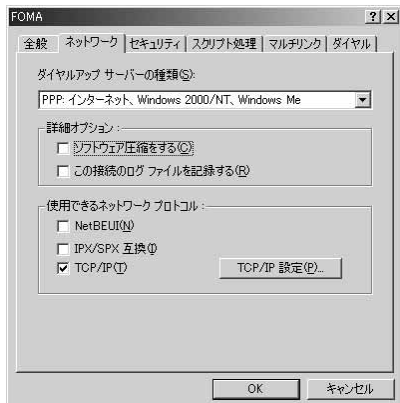 FOMA
全般 ネットワーク セキュリティ スクリプト処理 マルチリンク ダイヤル
ダイヤルアップ サーバーの種類(S):
PPP: インターネット、Windows 2000/NT、Windows Me
詳細オプション :
ソフトウェア圧縮をする(C)
この接続のログ ファイルを記録する(R)
使用できるネットワーク プロトコル :
NetBEUI(N)
IPX/SPX 互換(I)
TCP/IP(T) TCP/IP 設定(P)...
OK キャンセル